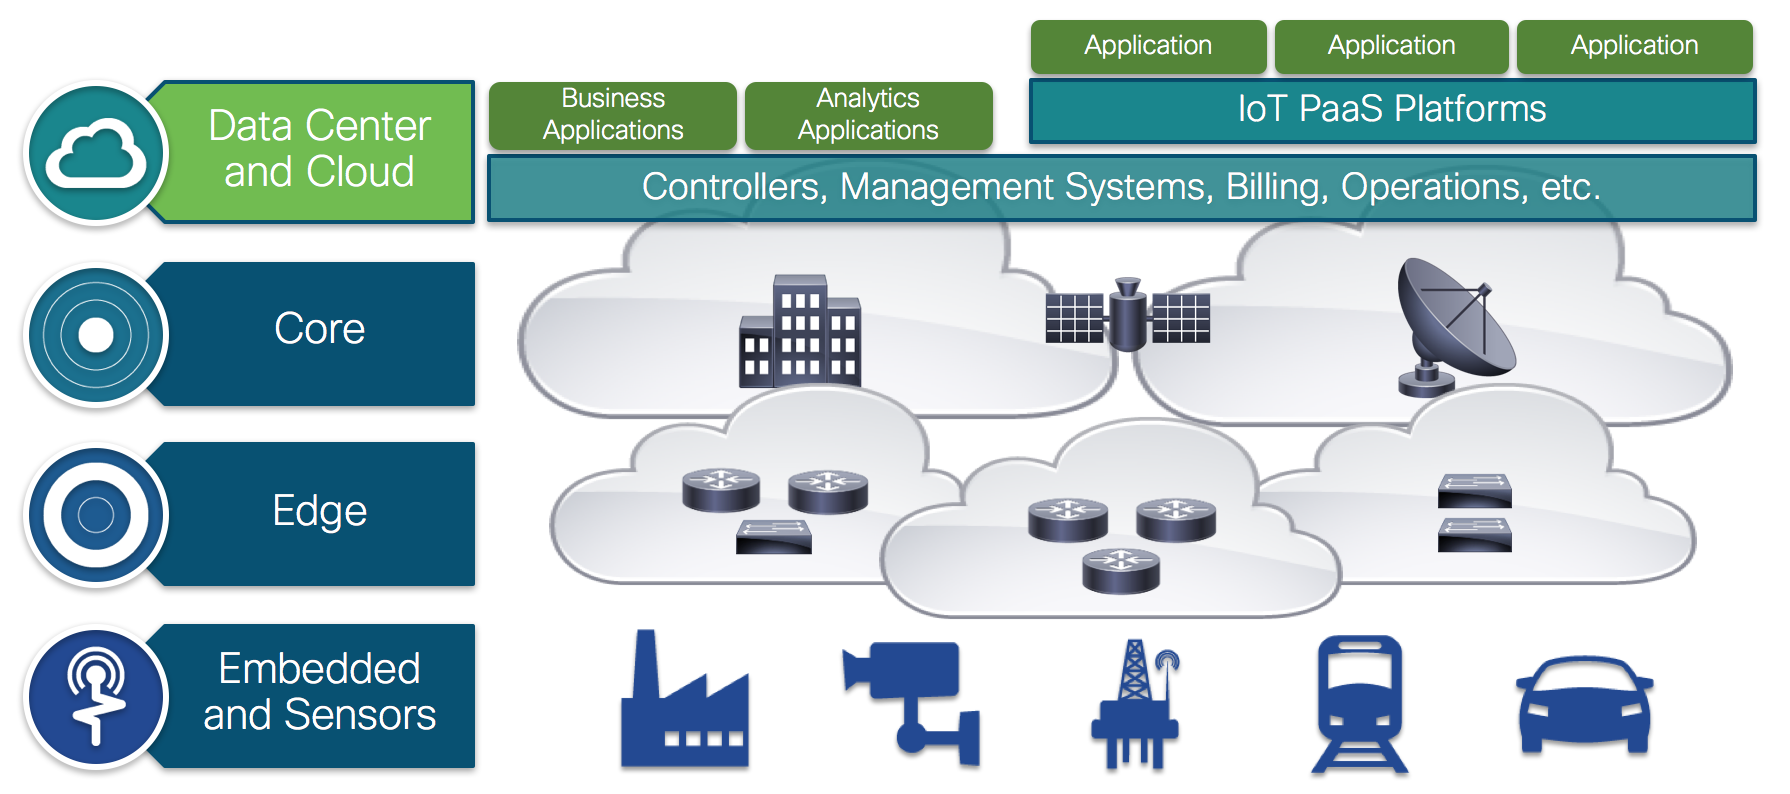 Application
Application
Application
Data Center
and Cloud
Business
Applications
Analytics
Applications
IoT PaaS Platforms
Controllers, Management Systems, Billing, Operations, etc.
Core
Edge
Embedded
and Sensors